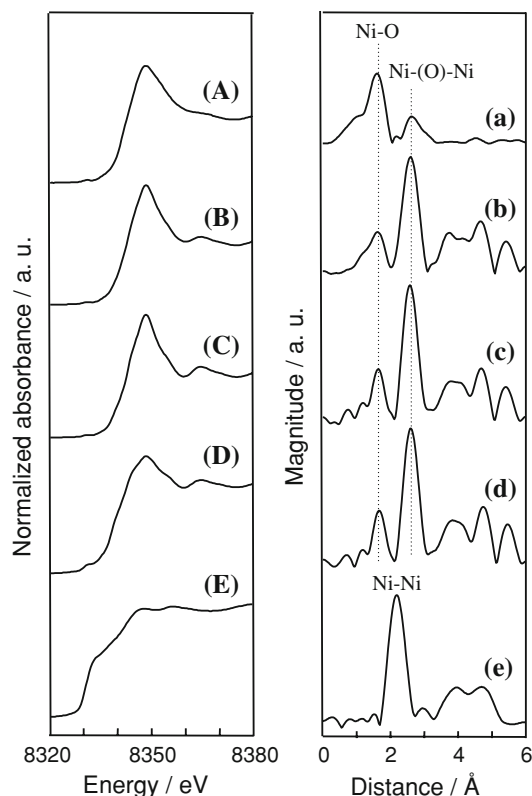 Normalized absorbance / a. u.
(A)
(B)
(C)
(D)
(E)
8320 8350 8380
Energy / eV
Magnitude / a. u.
Ni-O
Ni-(O)-Ni
(a)
(b)
(c)
(d)
Ni-Ni
(e)
0 2 4 6
Distance / Å